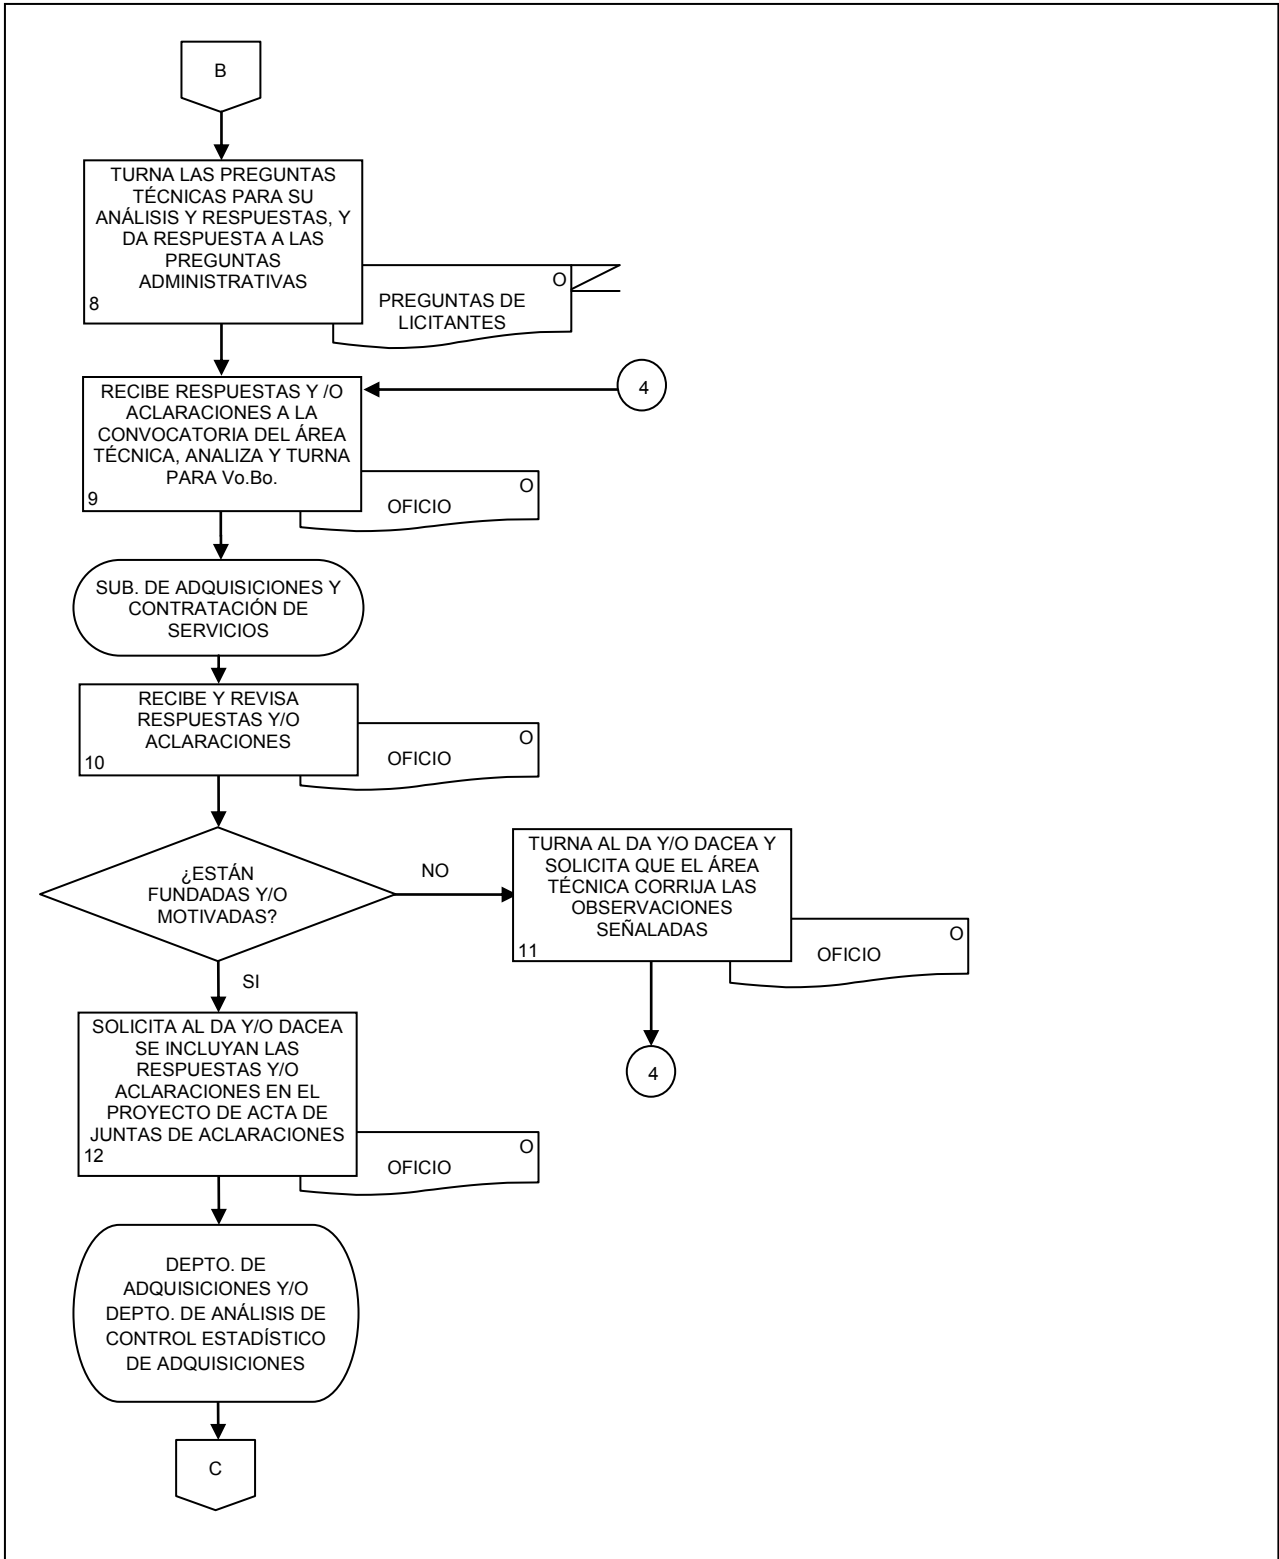 B
TURNA LAS PREGUNTAS
TÉCNICAS PARA SU
ANÁLISIS Y RESPUESTAS, Y
DA RESPUESTA A LAS
PREGUNTAS
ADMINISTRATIVAS
8
O
PREGUNTAS DE
LICITANTES
RECIBE RESPUESTAS Y /O
ACLARACIONES A LA
CONVOCATORIA DEL ÁREA
TÉCNICA, ANALIZA Y TURNA
PARA Vo.Bo.
9
4
O
OFICIO
SUB. DE ADQUISICIONES Y
CONTRATACIÓN DE
SERVICIOS
RECIBE Y REVISA
RESPUESTAS Y/O
ACLARACIONES
10
O
OFICIO
¿ESTÁN
FUNDADAS Y/O
MOTIVADAS?
NO
TURNA AL DA Y/O DACEA Y
SOLICITA QUE EL ÁREA
TÉCNICA CORRIJA LAS
OBSERVACIONES
SEÑALADAS
11
O
OFICIO
4
SI
SOLICITA AL DA Y/O DACEA
SE INCLUYAN LAS
RESPUESTAS Y/O
ACLARACIONES EN EL
PROYECTO DE ACTA DE
JUNTAS DE ACLARACIONES
12
O
OFICIO
DEPTO. DE
ADQUISICIONES Y/O
DEPTO. DE ANÁLISIS DE
CONTROL ESTADÍSTICO
DE ADQUISICIONES
C